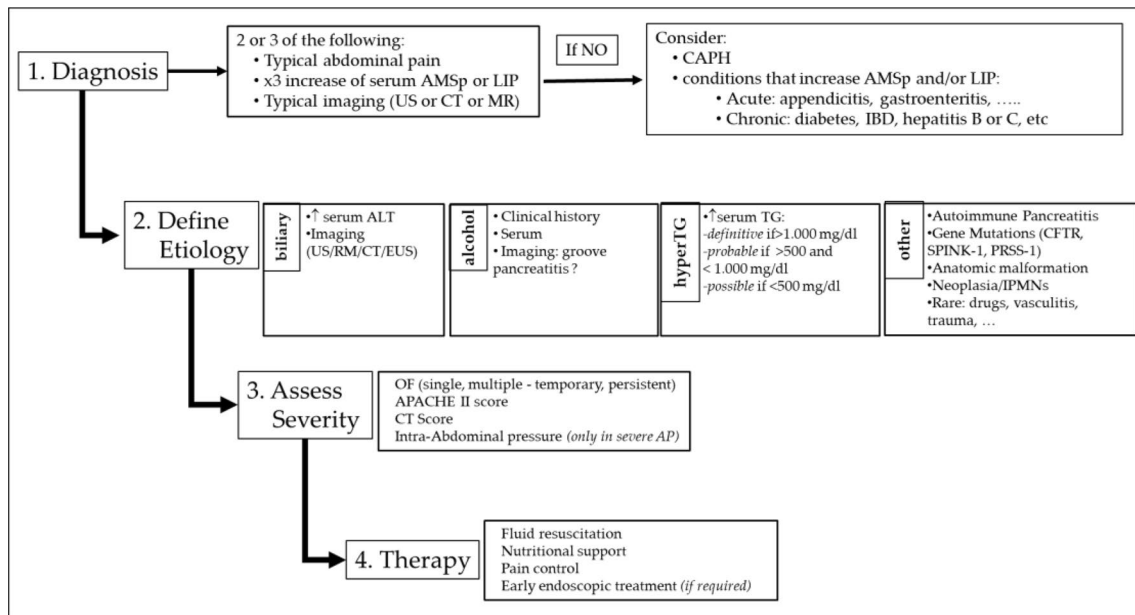 1. Diagnosis
2 or 3 of the following:
• Typical abdominal pain
• x3 increase of serum AMSp or LIP
• Typical imaging (US or CT or MR)
If NO
Consider:
• CAPH
• conditions that increase AMSp and/or LIP:
• Acute: appendicitis, gastroenteritis, …..
• Chronic: diabetes, IBD, hepatitis B or C, etc
2. Define
Etiology
biliary
•↑ serum ALT
•Imaging
(US/RM/CT/EUS)
alcohol
•Clinical history
•Serum
•Imaging: groove
pancreatitis ?
hyperTG
•↑serum TG:
-definitive if>1.000 mg/dl
-probable if >500 and
< 1.000 mg/dl
-possible if <500 mg/dl
other
•Autoimmune Pancreatitis
•Gene Mutations (CFTR,
SPINK-1, PRSS-1)
•Anatomic malformation
•Neoplasia/IPMNs
•Rare: drugs, vasculitis,
trauma, …
3. Assess
Severity
OF (single, multiple - temporary, persistent)
APACHE II score
CT Score
Intra-Abdominal pressure (only in severe AP)
4. Therapy
Fluid resuscitation
Nutritional support
Pain control
Early endoscopic treatment (if required)